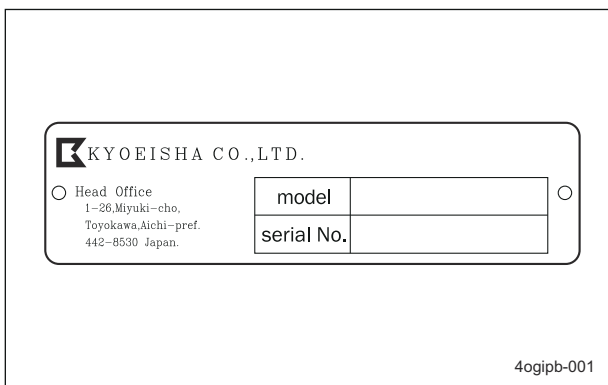 KYOEISHA CO.,LTD.
Head Office
1-26,Miyuki-cho,
Toyokawa,Aichi-pref.
442-8530 Japan.
model
serial No.
4ogipb-001